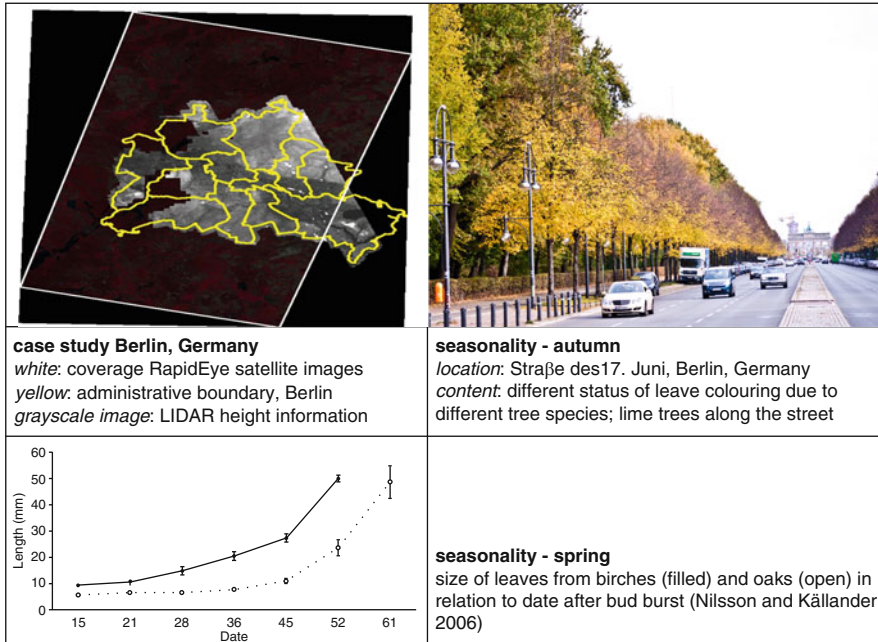 case study Berlin, Germany
white: coverage RapidEye satellite images
yellow: administrative boundary, Berlin
grayscale image: LIDAR height information
seasonality - autumn
location: Straβe des17. Juni, Berlin, Germany
content: different status of leave colouring due to
different tree species; lime trees along the street
Length (mm)
60
50
40
30
20
10
0
15 21 28 36 45 52 61
Date
seasonality - spring
size of leaves from birches (filled) and oaks (open) in
relation to date after bud burst (Nilsson and Källander
2006)